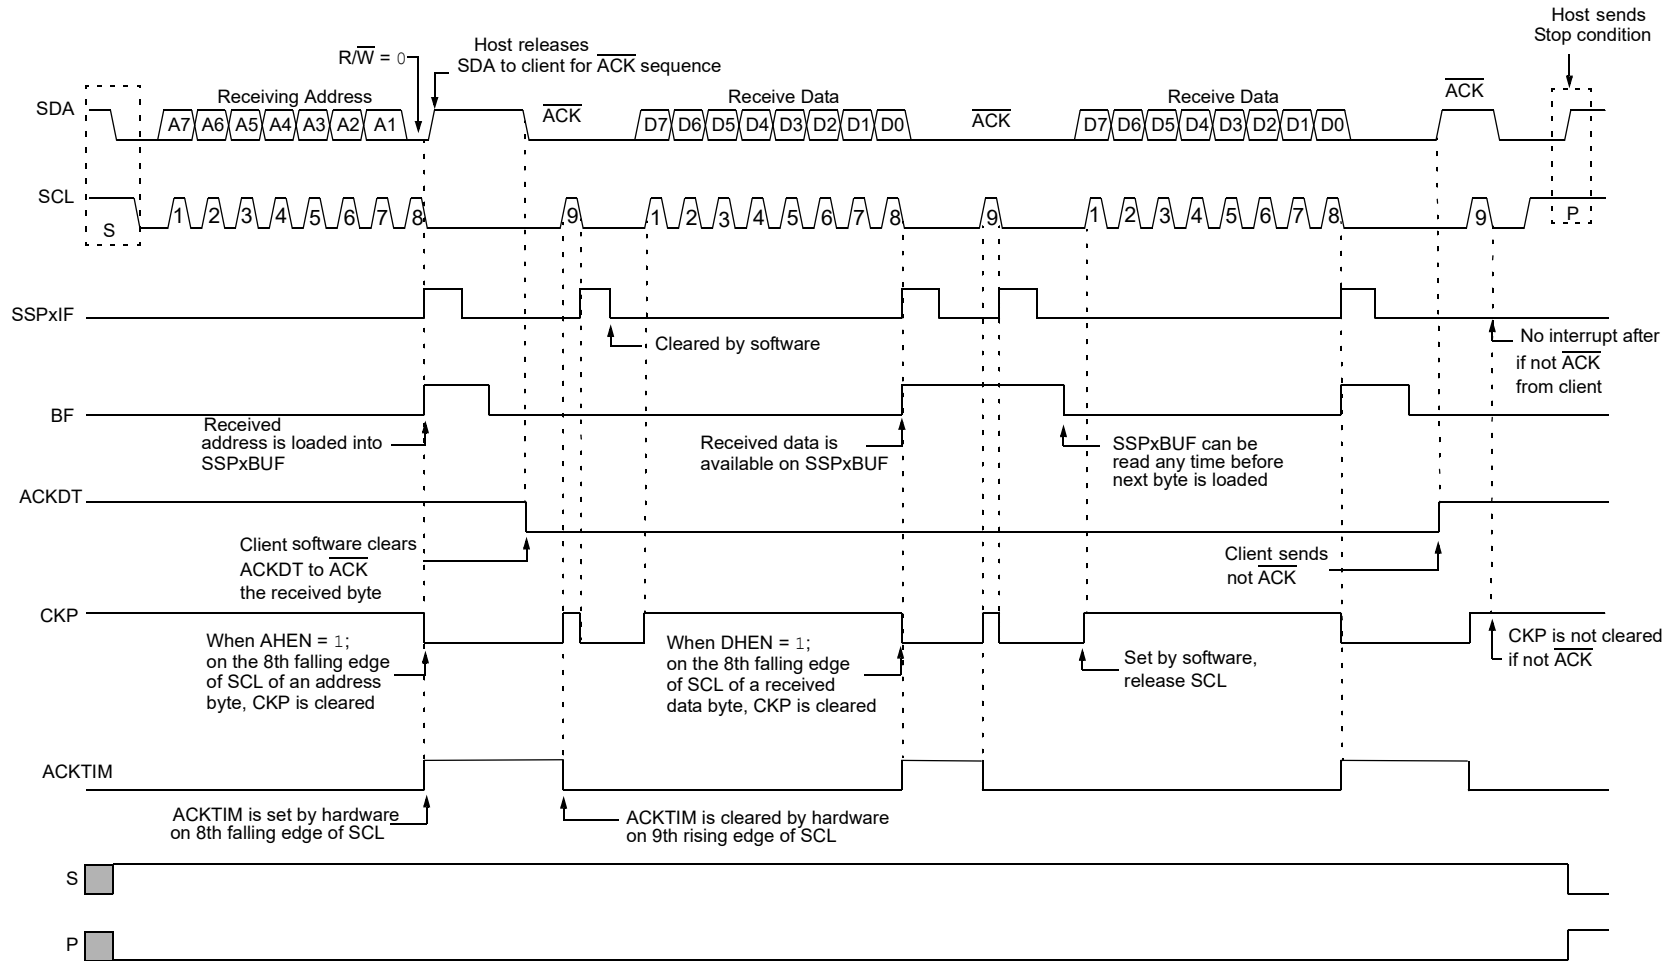 Host sends
Stop condition
R/W = 0
Host releases
SDA to client for ACK sequence
SDA
Receiving Address
ACK
Receive Data
ACK
Receive Data
ACK
A7 A6 A5 A4 A3 A2 A1
D7 D6 D5 D4 D3 D2 D1 D0
D7 D6 D5 D4 D3 D2 D1 D0
SCL
S
1 2 3 4 5 6 7 8 9
1 2 3 4 5 6 7 8 9
1 2 3 4 5 6 7 8 9
P
SSPxIF
Cleared by software
No interrupt after
if not ACK
from client
BF
Received
address is loaded into
SSPxBUF
Received data is
available on SSPxBUF
SSPxBUF can be
read any time before
next byte is loaded
ACKDT
Client software clears
ACKDT to ACK
the received byte
Client sends
not ACK
CKP
When AHEN = 1;
on the 8th falling edge
of SCL of an address
byte, CKP is cleared
When DHEN = 1;
on the 8th falling edge
of SCL of a received
data byte, CKP is cleared
Set by software,
release SCL
CKP is not cleared
if not ACK
ACKTIM
ACKTIM is set by hardware
on 8th falling edge of SCL
ACKTIM is cleared by hardware
on 9th rising edge of SCL
S
P